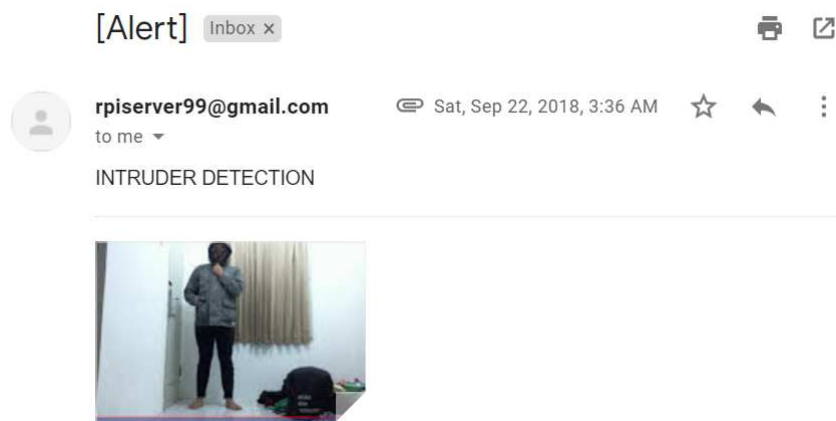 [Alert] Inbox x
rpiserver99@gmail.com Sat, Sep 22, 2018, 3:36 AM
to me
INTRUDER DETECTION